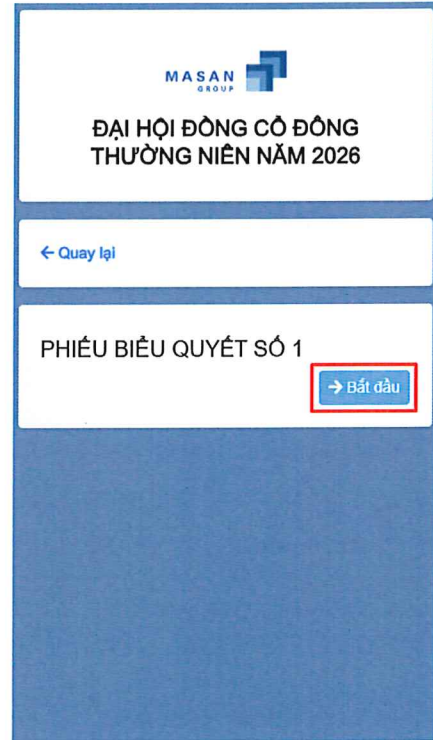 MASAN
GROUP
ĐẠI HỘI ĐỒNG CỔ ĐÔNG
THƯỜNG NIÊN NĂM 2026
← Quay lại
PHIẾU BIỂU QUYẾT SỐ 1
→ Bắt đầu